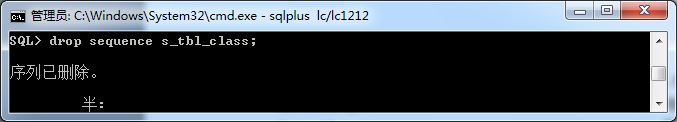 管理员: C:\Windows\System32\cmd.exe - sqlplus  lc/lc1212
SQL> drop sequence s_tbl_class;
序列已删除。
半: